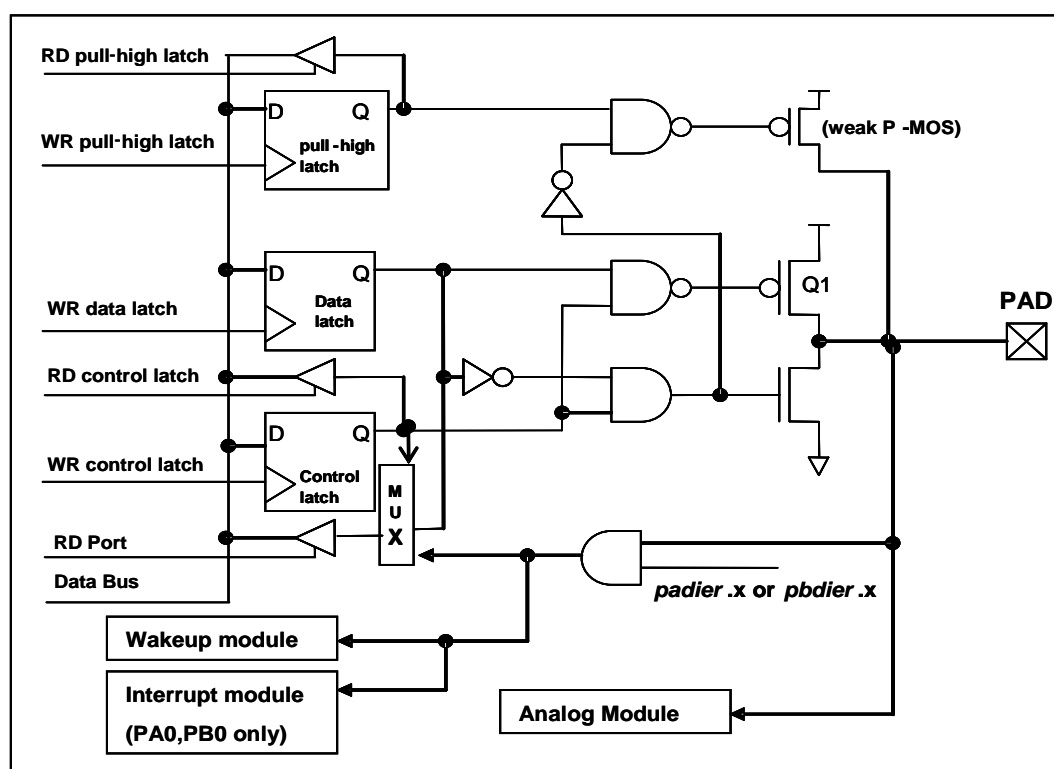 RD pull-high latch
D Q
WR pull-high latch
pull -high
latch
(weak P -MOS)
D Q
WR data latch
Data
latch
Q1
PAD
RD control latch
D Q
WR control latch
Control
latch
M
U
X
RD Port
Data Bus
padier .x or pbdier .x
Wakeup module
Interrupt module
(PA0,PB0 only)
Analog Module